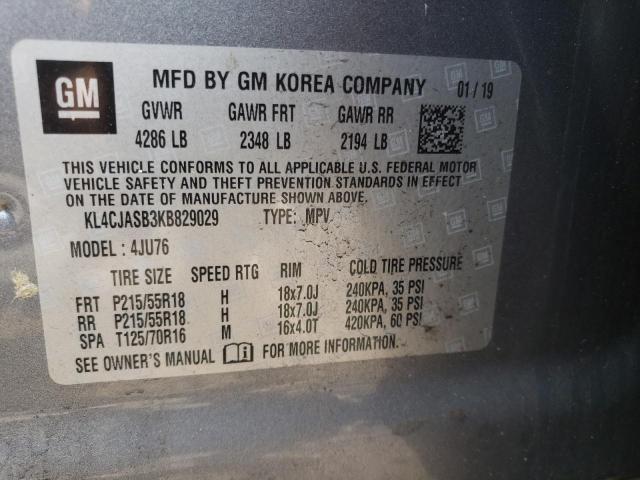 GM
MFD BY GM KOREA COMPANY 01/19
GVWR GAWR FRT GAWR RR
4286 LB 2348 LB 2194 LB
THIS VEHICLE CONFORMS TO ALL APPLICABLE U.S. FEDERAL MOTOR
VEHICLE SAFETY AND THEFT PREVENTION STANDARDS IN EFFECT
ON THE DATE OF MANUFACTURE SHOWN ABOVE.
KL4CJASB3KB829029 TYPE: MPV
MODEL: 4JU76
TIRE SIZE SPEED RTG RIM COLD TIRE PRESSURE
FRT P215/55R18 H 18x7.0J 240KPA, 35 PSI
RR P215/55R18 H 18x7.0J 240KPA, 35 PSI
SPA T125/70R16 M 16x4.0T 420KPA, 60 PSI
SEE OWNER'S MANUAL i FOR MORE INFORMATION.